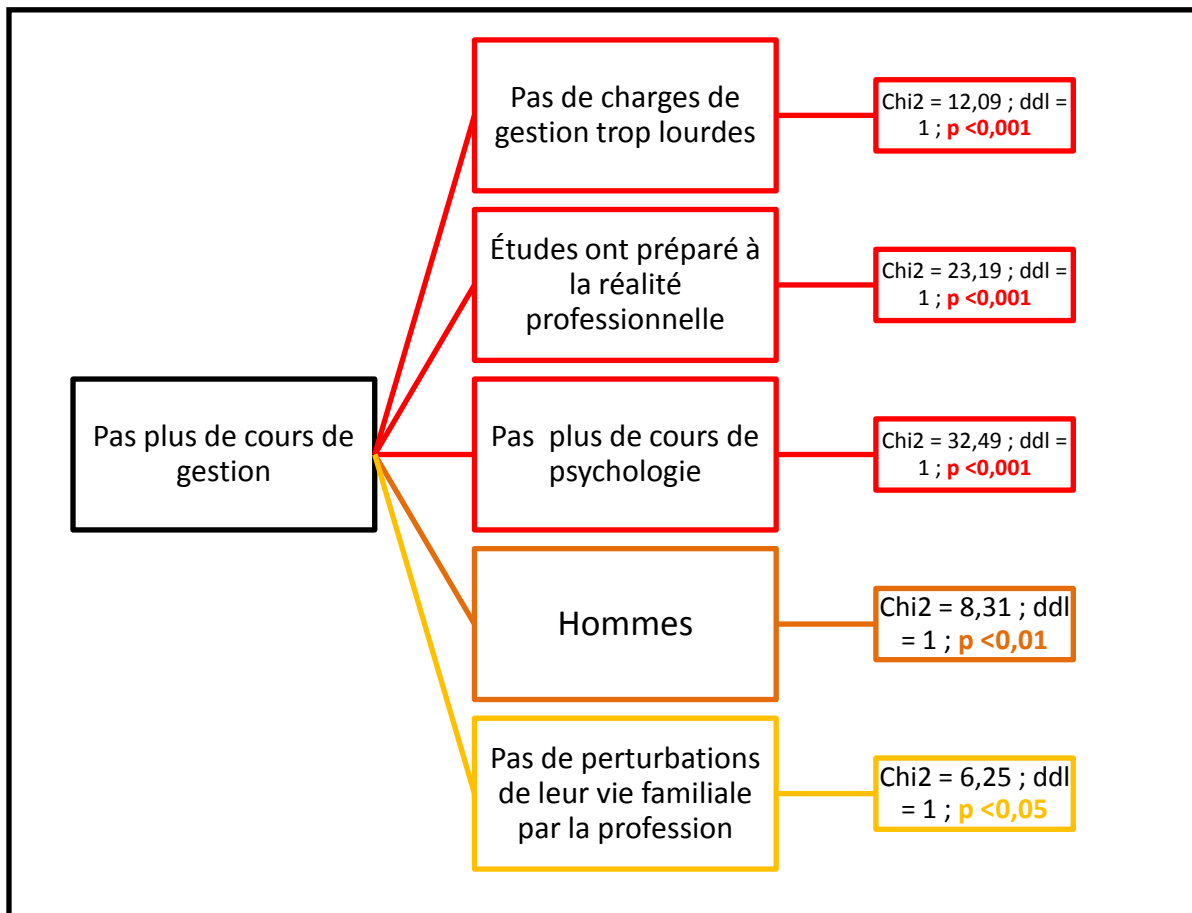 Pas de charges de
gestion trop lourdes
Chi2 = 12,09 ; ddl =
1 ; p <0,001
Études ont préparé à
la réalité
professionnelle
Chi2 = 23,19 ; ddl =
1 ; p <0,001
Pas plus de cours de
gestion
Pas plus de cours de
psychologie
Chi2 = 32,49 ; ddl =
1 ; p <0,001
Hommes
Chi2 = 8,31 ; ddl
= 1 ; p <0,01
Pas de perturbations
de leur vie familiale
par la profession
Chi2 = 6,25 ; ddl
= 1 ; p <0,05